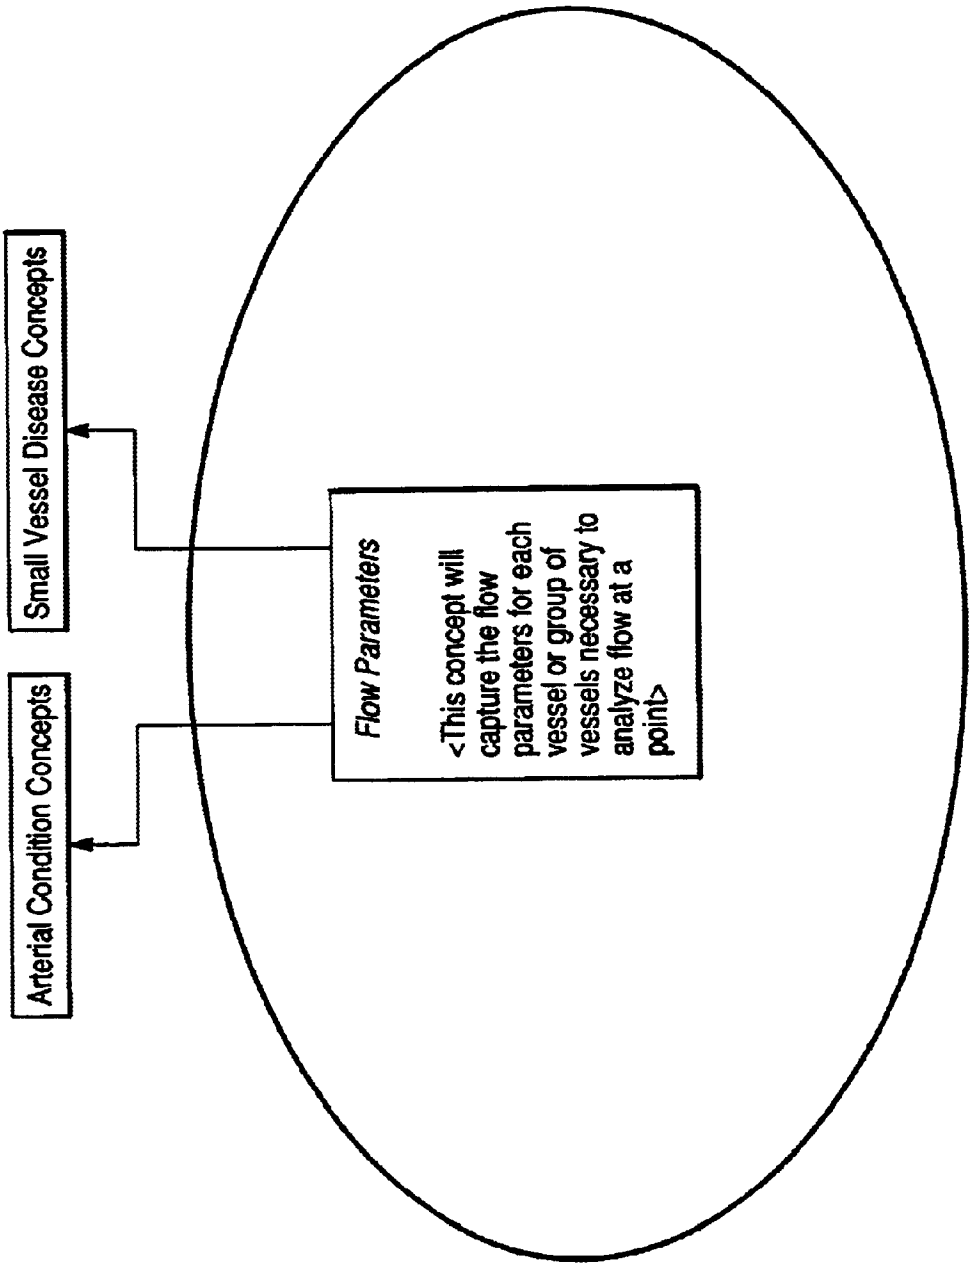 Arterial Condition Concepts
Small Vessel Disease Concepts
Flow Parameters
<This concept will
capture the flow
parameters for each
vessel or group of
vessels necessary to
analyze flow at a
point>